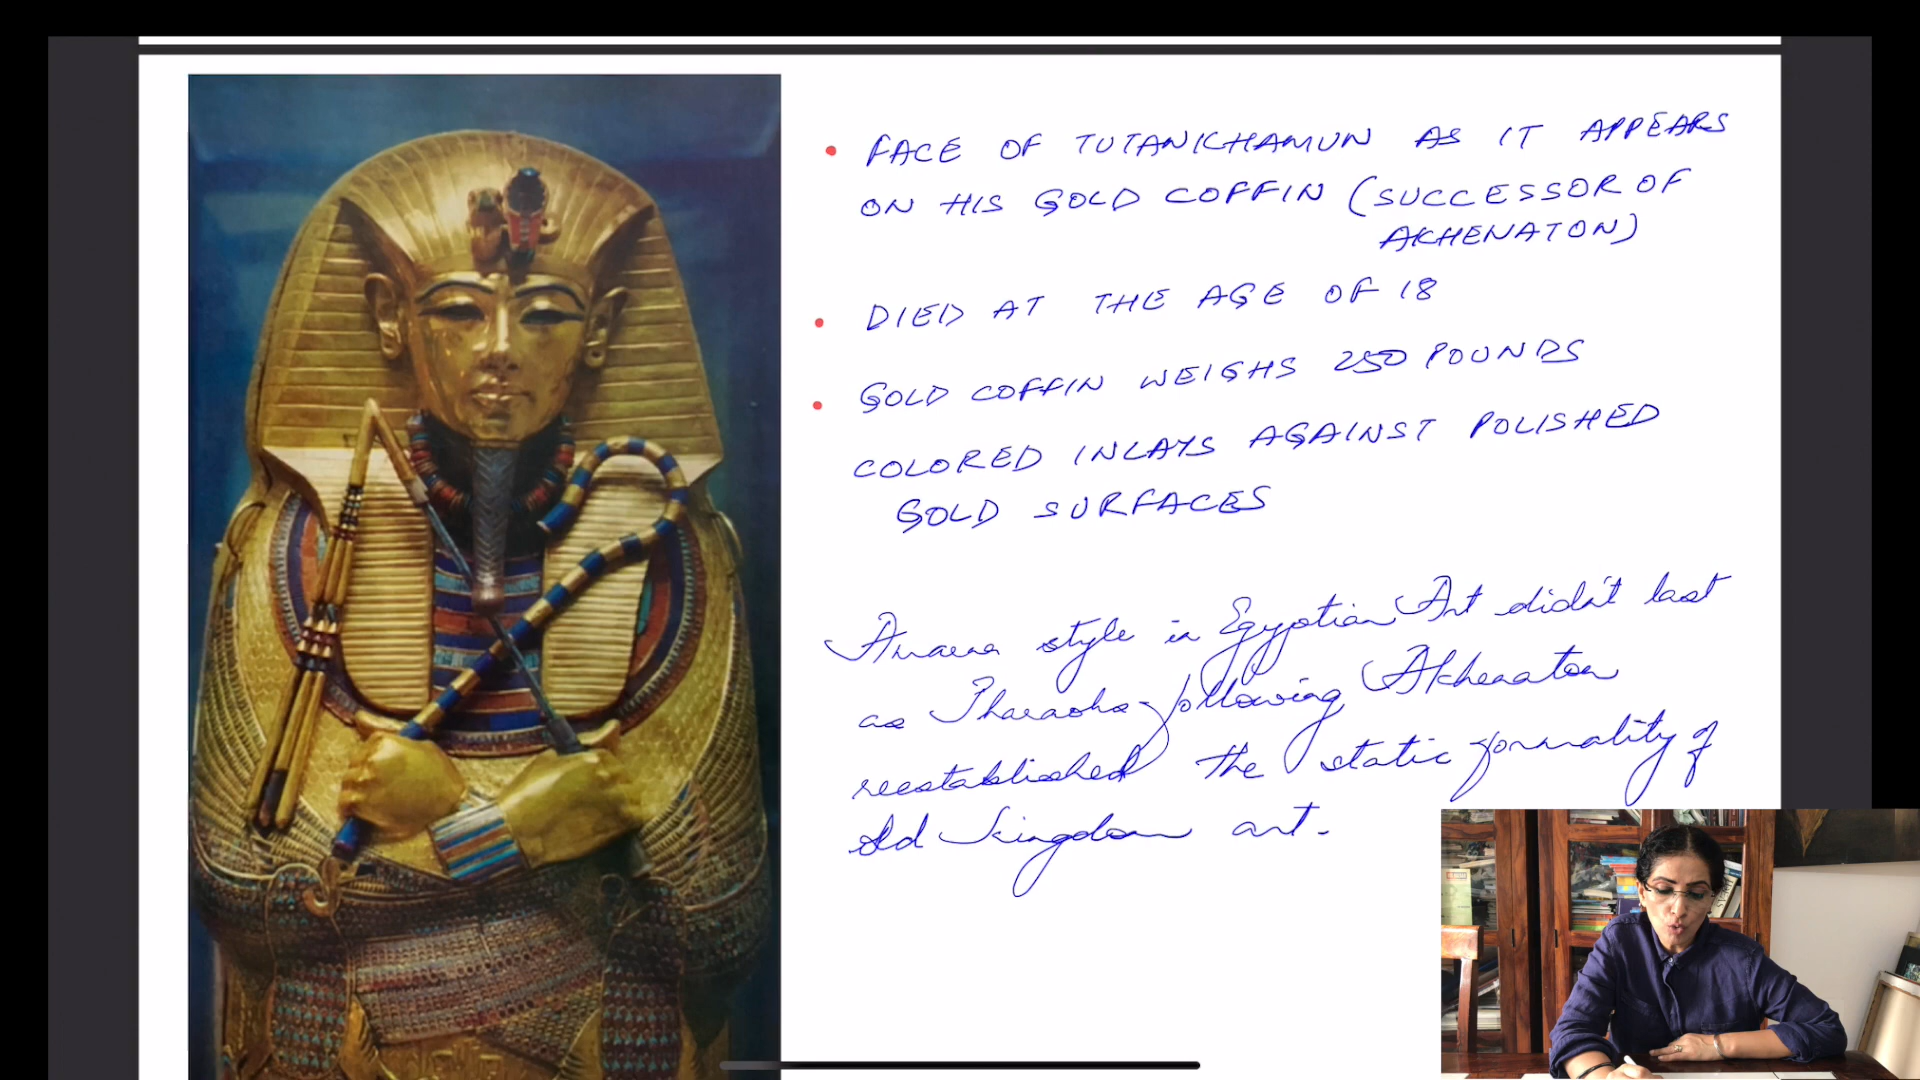 FACE OF TUTANKHAMUN AS IT APPEARS
ON HIS GOLD COFFIN (SUCCESSOR OF
AKHENATON)
DIED AT THE AGE OF 18
GOLD COFFIN WEIGHS 250 POUNDS
COLORED INLAYS AGAINST POLISHED
GOLD SURFACES
Amarna style in Egyptian Art didn't last
as Pharaohs following Akhenaton
reestablished the static formality of
old kingdom art.